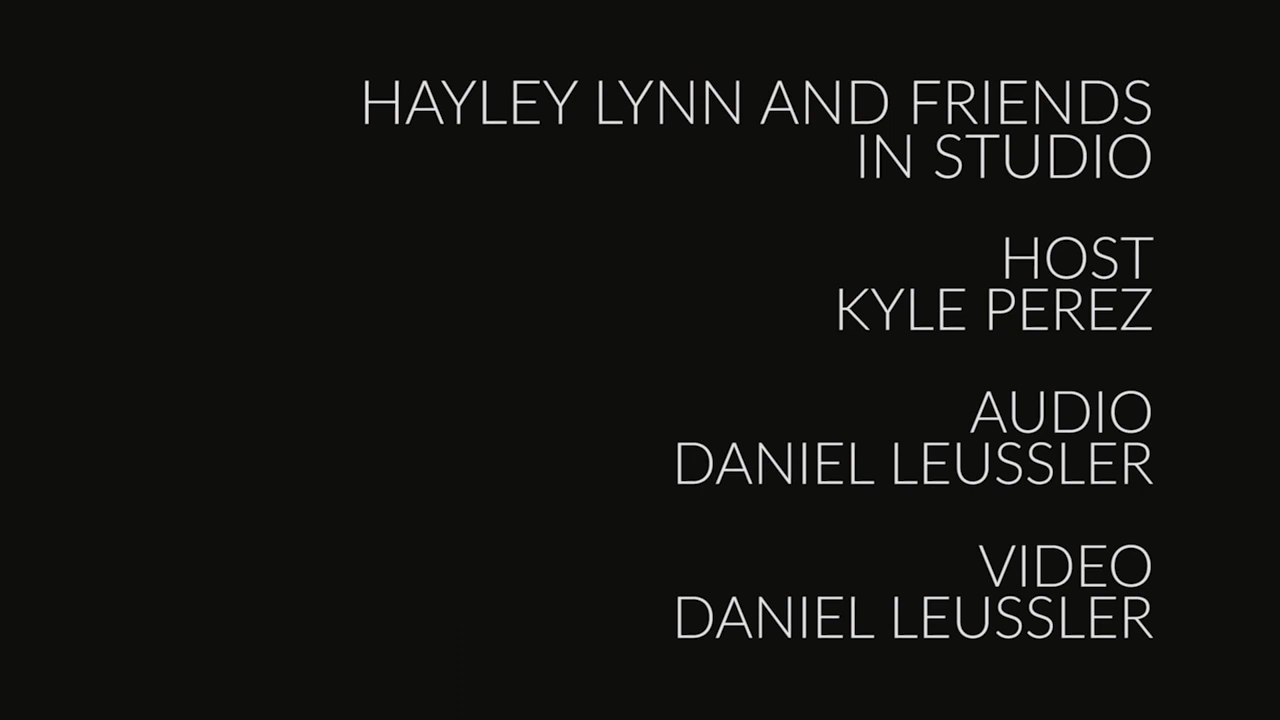 HAYLEY LYNN AND FRIENDS
IN STUDIO
HOST
KYLE PEREZ
AUDIO
DANIEL LEUSSLER
VIDEO
DANIEL LEUSSLER